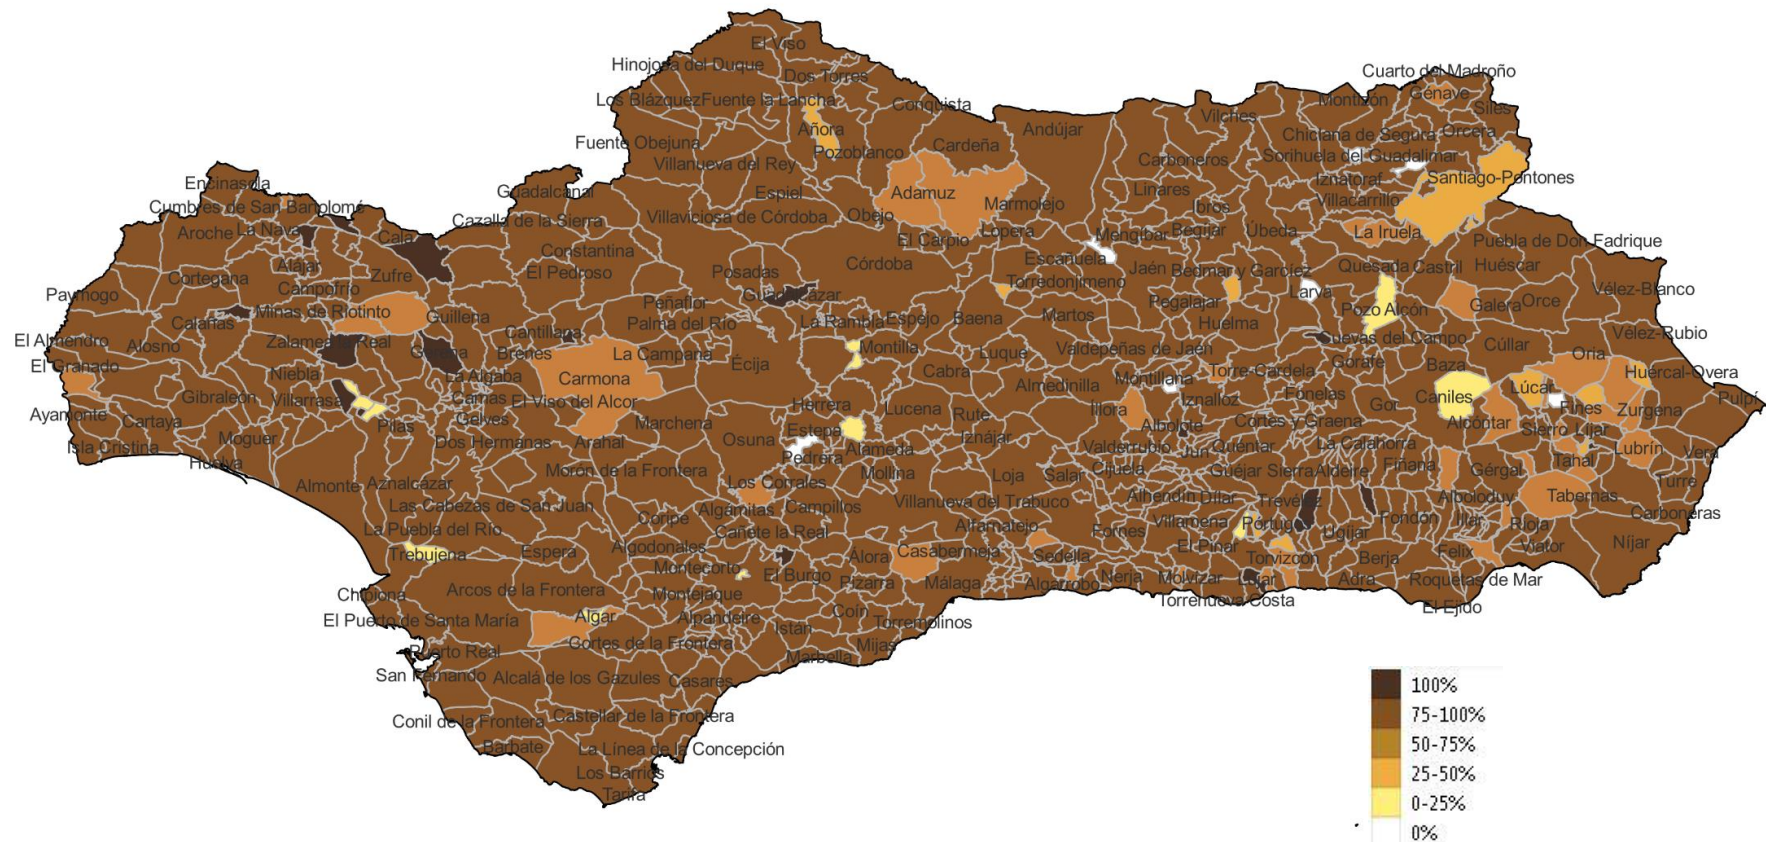 El Viso
Hinojosa del Duque
Dos Torres
Cuarto del Madroño
Génave
Los Blázquez
Fuente la Lancha
Conquista
Montizón
Siles
Vilches
Añora
Andújar
Chiclana de Segura
Orcera
Fuente Obejuna
Pozoblanco
Cardeña
Carboneros
Sorihuela del Guadalimar
Villanueva del Rey
Encinasola
Guadalcanal
Espiel
Adamuz
Linares
Iznatoraf
Santiago-Pontones
Cumbres de San Bartolomé
Cazalla de la Sierra
Villaviciosa de Córdoba
Obejo
Marmolejo
Ibros
Villacarrillo
Aroche
La Nava
Cala
El Carpio
Lopera
Mengíbar
Begíjar
Úbeda
La Iruela
Puebla de Don Fadrique
Constantina
Alájar
Zufre
El Pedroso
Posadas
Córdoba
Escañuela
Jaén
Bedmar y Garcíez
Quesada
Castril
Huéscar
Cortegana
Campofrío
Guadalcázar
Torredonjimeno
Larva
Vélez-Blanco
Paymogo
Minas de Riotinto
Guillena
Peñaflor
Pegalajar
Pozo Alcón
Galera
Orce
Calañas
Cantillana
Palma del Río
La Rambla
Espejo
Baena
Martos
Huelma
Cuevas del Campo
Vélez-Rubio
El Almendro
Alosno
Zalamea la Real
Gerena
Brenes
La Campana
Écija
Montilla
Luque
Valdepeñas de Jaén
Gorafe
Baza
Cúllar
Oria
El Granado
Niebla
La Algaba
Carmona
Cabra
Almedinilla
Montillana
Torre-Cardela
Huércal-Overa
Gibraleón
Villarrasa
Camas
El Viso del Alcor
Herrera
Lucena
Iznalloz
Fonelas
Gor
Caniles
Lúcar
Fines
Pulpí
Ayamonte
Cartaya
Pilas
Gelves
Marchena
Estepa
Rute
Íllora
Albolote
Cortes y Graena
Alcóntar
Sierro
Líjar
Zurgena
Isla Cristina
Moguer
Dos Hermanas
Arahal
Osuna
Pedrera
Alameda
Iznájar
Valderrubio
Jun
Quéntar
La Calahorra
Tahal
Lubrín
Vera
Huelva
Morón de la Frontera
Mollina
Loja
Salar
Cijuela
Güéjar Sierra
Aldeire
Fiñana
Gérgal
Almonte
Aznalcázar
Los Corrales
Turre
Las Cabezas de San Juan
Algámitas
Campillos
Villanueva del Trabuco
Alhendín
Dílar
Trevélez
Alboloduy
Tabernas
La Puebla del Río
Coripe
Cañete la Real
Alfarnatejo
Fornes
Villamena
Ugíjar
Fondón
Íllar
Rioja
Carboneras
Trebujena
Espera
Algodonales
Álora
Casabermeja
Sedella
El Pinar
Torvizcón
Berja
Felix
Viator
Níjar
Montecorto
El Burgo
Pizarra
Málaga
Algarrobo
Nerja
Molvízar
Lújar
Adra
Roquetas de Mar
Chipiona
Arcos de la Frontera
Montejaque
Torrenueva Costa
El Ejido
El Puerto de Santa María
Algar
Alpandeire
Coín
Torremolinos
Istán
Puerto Real
Cortes de la Frontera
Marbella
Mijas
San Fernando
Alcalá de los Gazules
Casares
Conil de la Frontera
Castellar de la Frontera
Barbate
La Línea de la Concepción
Los Barrios
Tarifa
100%
75-100%
50-75%
25-50%
0-25%
0%